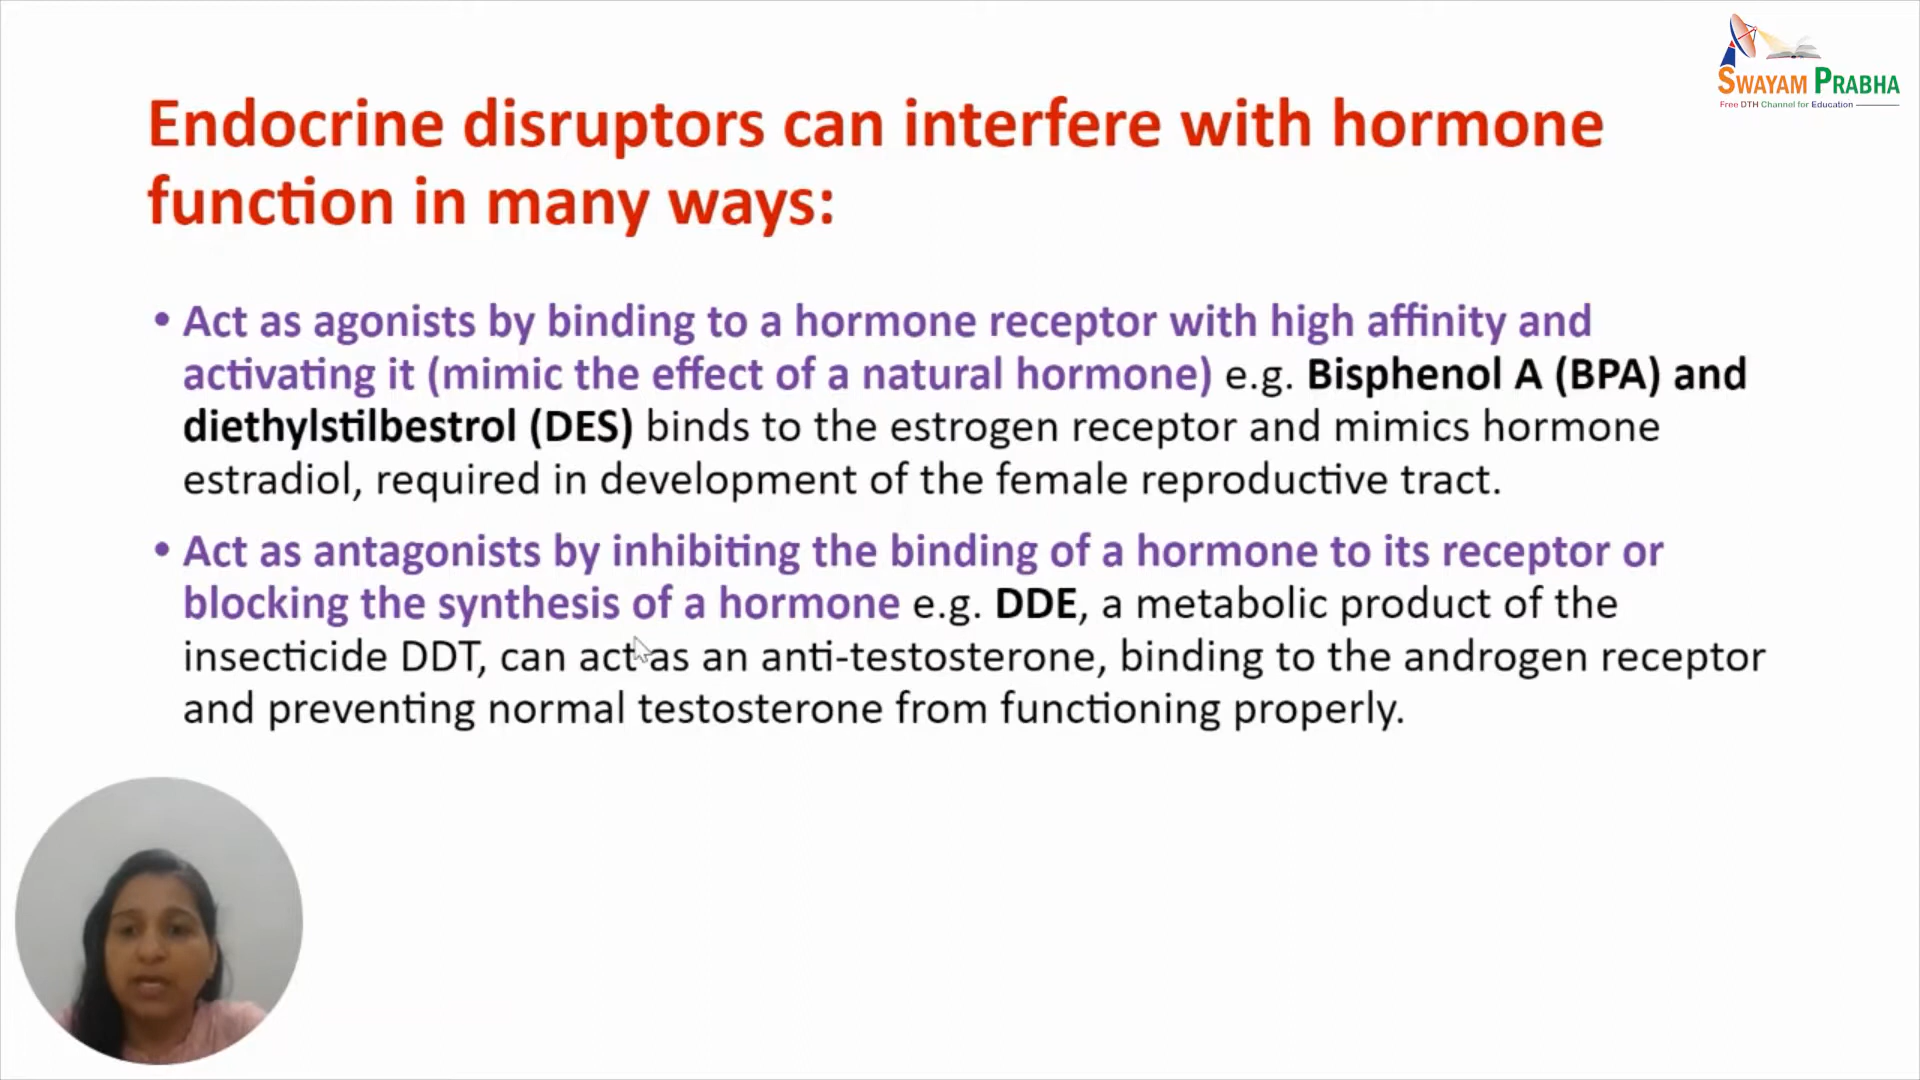 SWAYAM PRABHA
Free DTH Channel for Education
Endocrine disruptors can interfere with hormone
function in many ways:
• Act as agonists by binding to a hormone receptor with high affinity and
activating it (mimic the effect of a natural hormone) e.g. Bisphenol A (BPA) and
diethylstilbestrol (DES) binds to the estrogen receptor and mimics hormone
estradiol, required in development of the female reproductive tract.
• Act as antagonists by inhibiting the binding of a hormone to its receptor or
blocking the synthesis of a hormone e.g. DDE, a metabolic product of the
insecticide DDT, can act as an anti-testosterone, binding to the androgen receptor
and preventing normal testosterone from functioning properly.